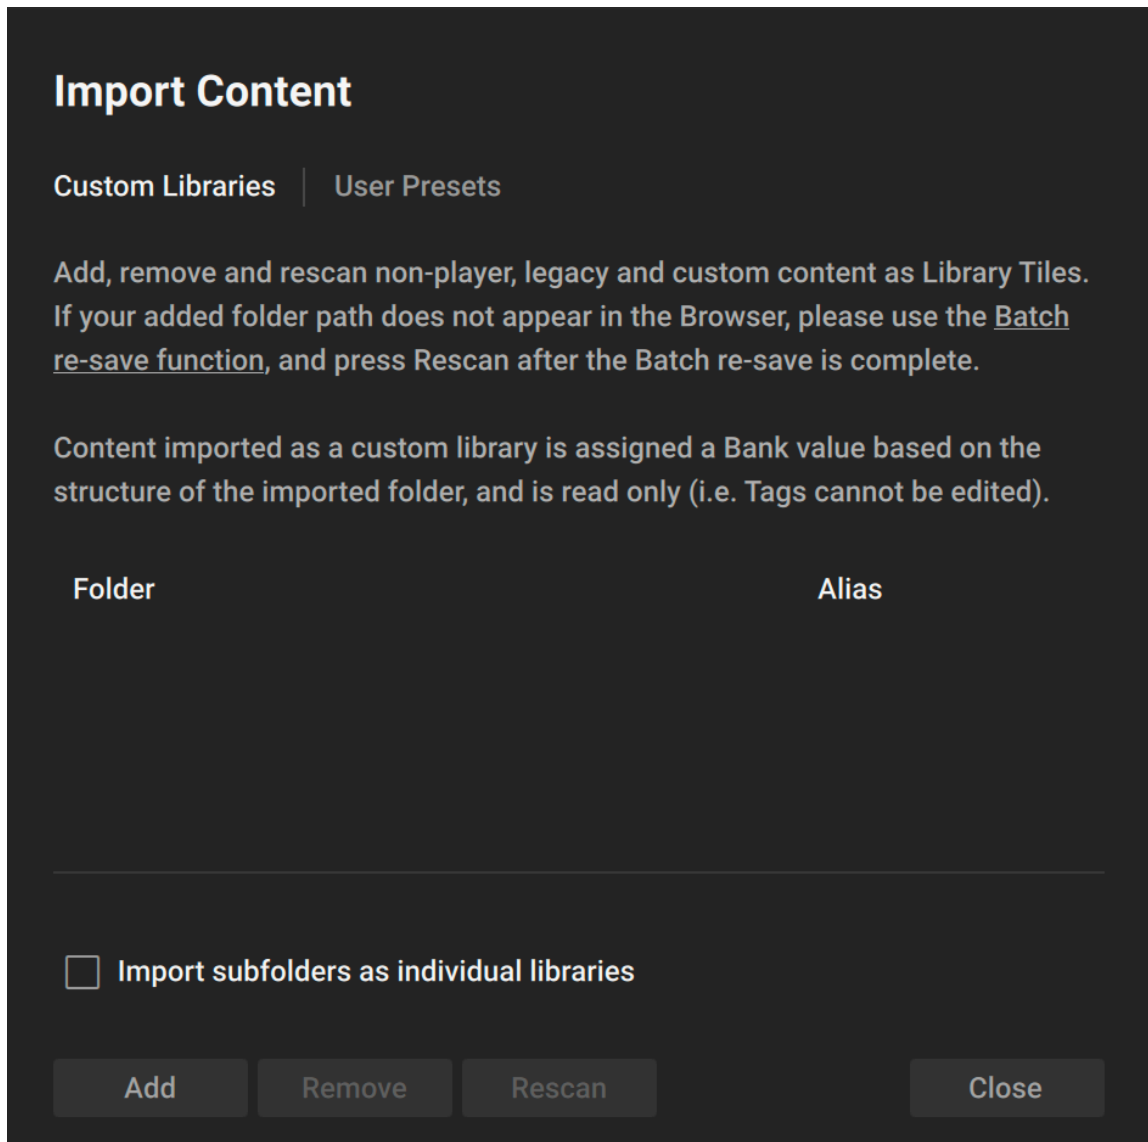 Import Content
Custom Libraries
User Presets
Add, remove and rescan non-player, legacy and custom content as Library Tiles.
If your added folder path does not appear in the Browser, please use the Batch
re-save function, and press Rescan after the Batch re-save is complete.
Content imported as a custom library is assigned a Bank value based on the
structure of the imported folder, and is read only (i.e. Tags cannot be edited).
Folder
Alias
Import subfolders as individual libraries
Add
Remove
Rescan
Close